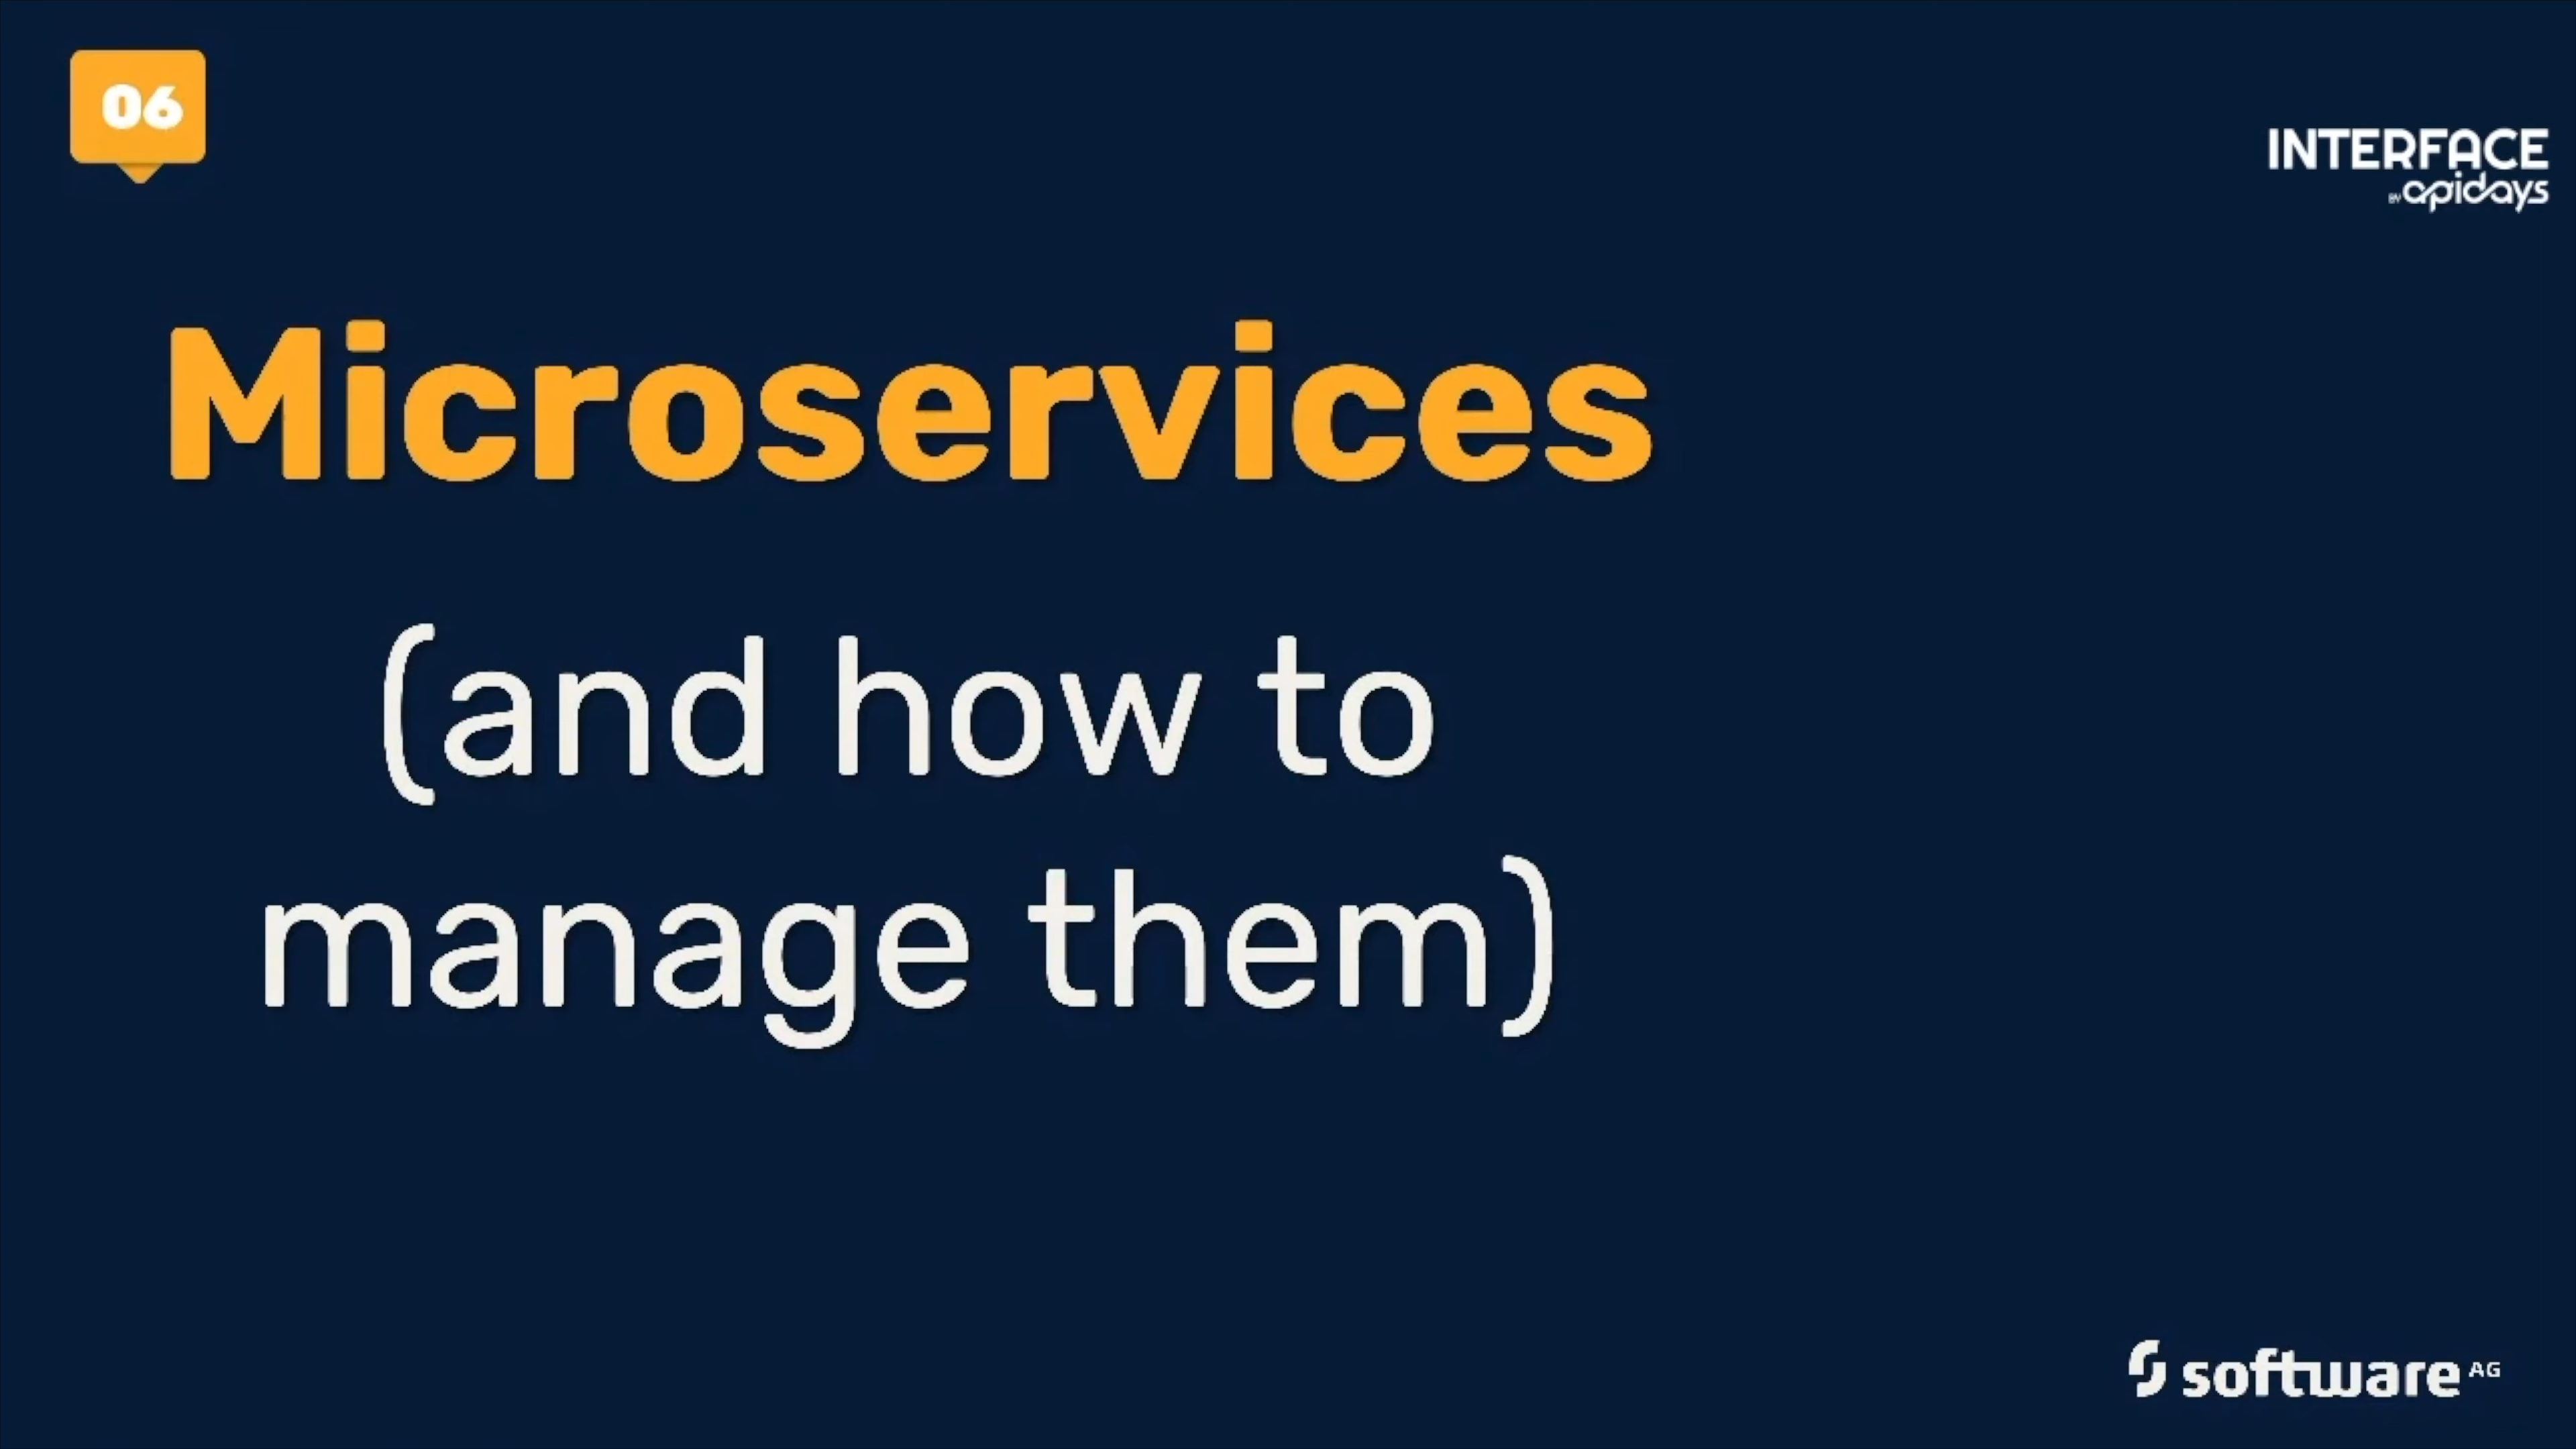 06
INTERFACE
BY apidays
Microservices
(and how to
manage them)
software AG